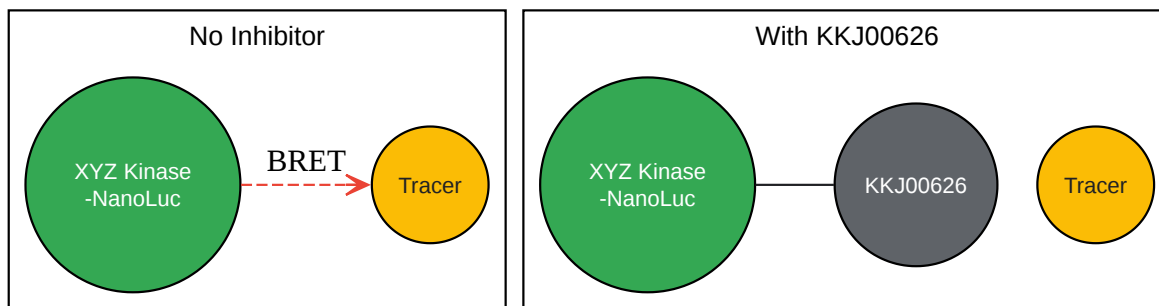 No Inhibitor
XYZ Kinase
-NanoLuc
BRET
Tracer
With KKJ00626
XYZ Kinase
-NanoLuc
KKJ00626
Tracer